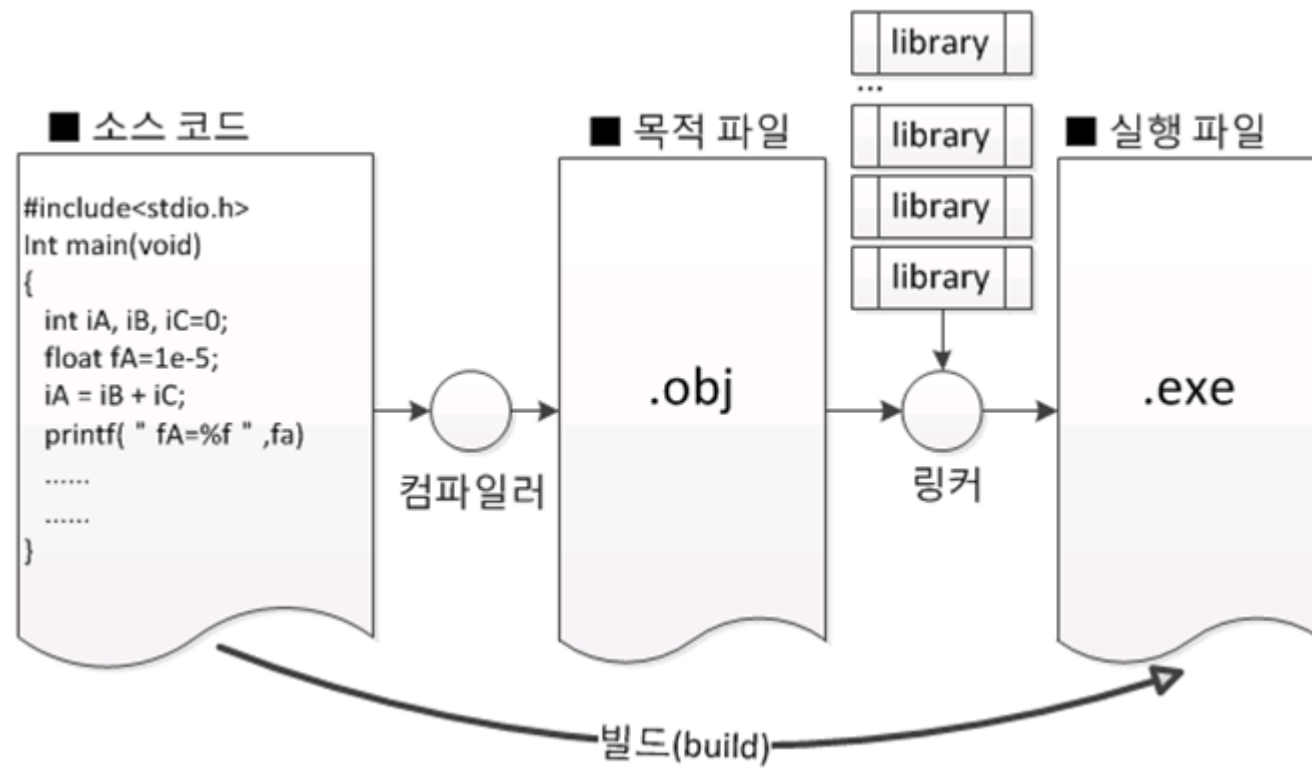 ■ 소스 코드
#include<stdio.h>
Int main(void)
{
int iA, iB, iC=0;
float fA=1e-5;
iA = iB + iC;
printf( " fA=%f " ,fa)
......
......
}
컴파일러
■ 목적 파일
.obj
library
...
library
library
library
링커
■ 실행 파일
.exe
빌드(build)